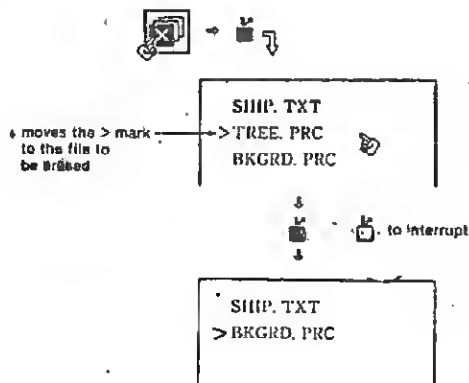 SHIP. TXT
moves the > mark
to the file to
be erased
>TREE. PRC
BKGRD. PRC
to interrupt
SHIP. TXT
>BKGRD. PRC